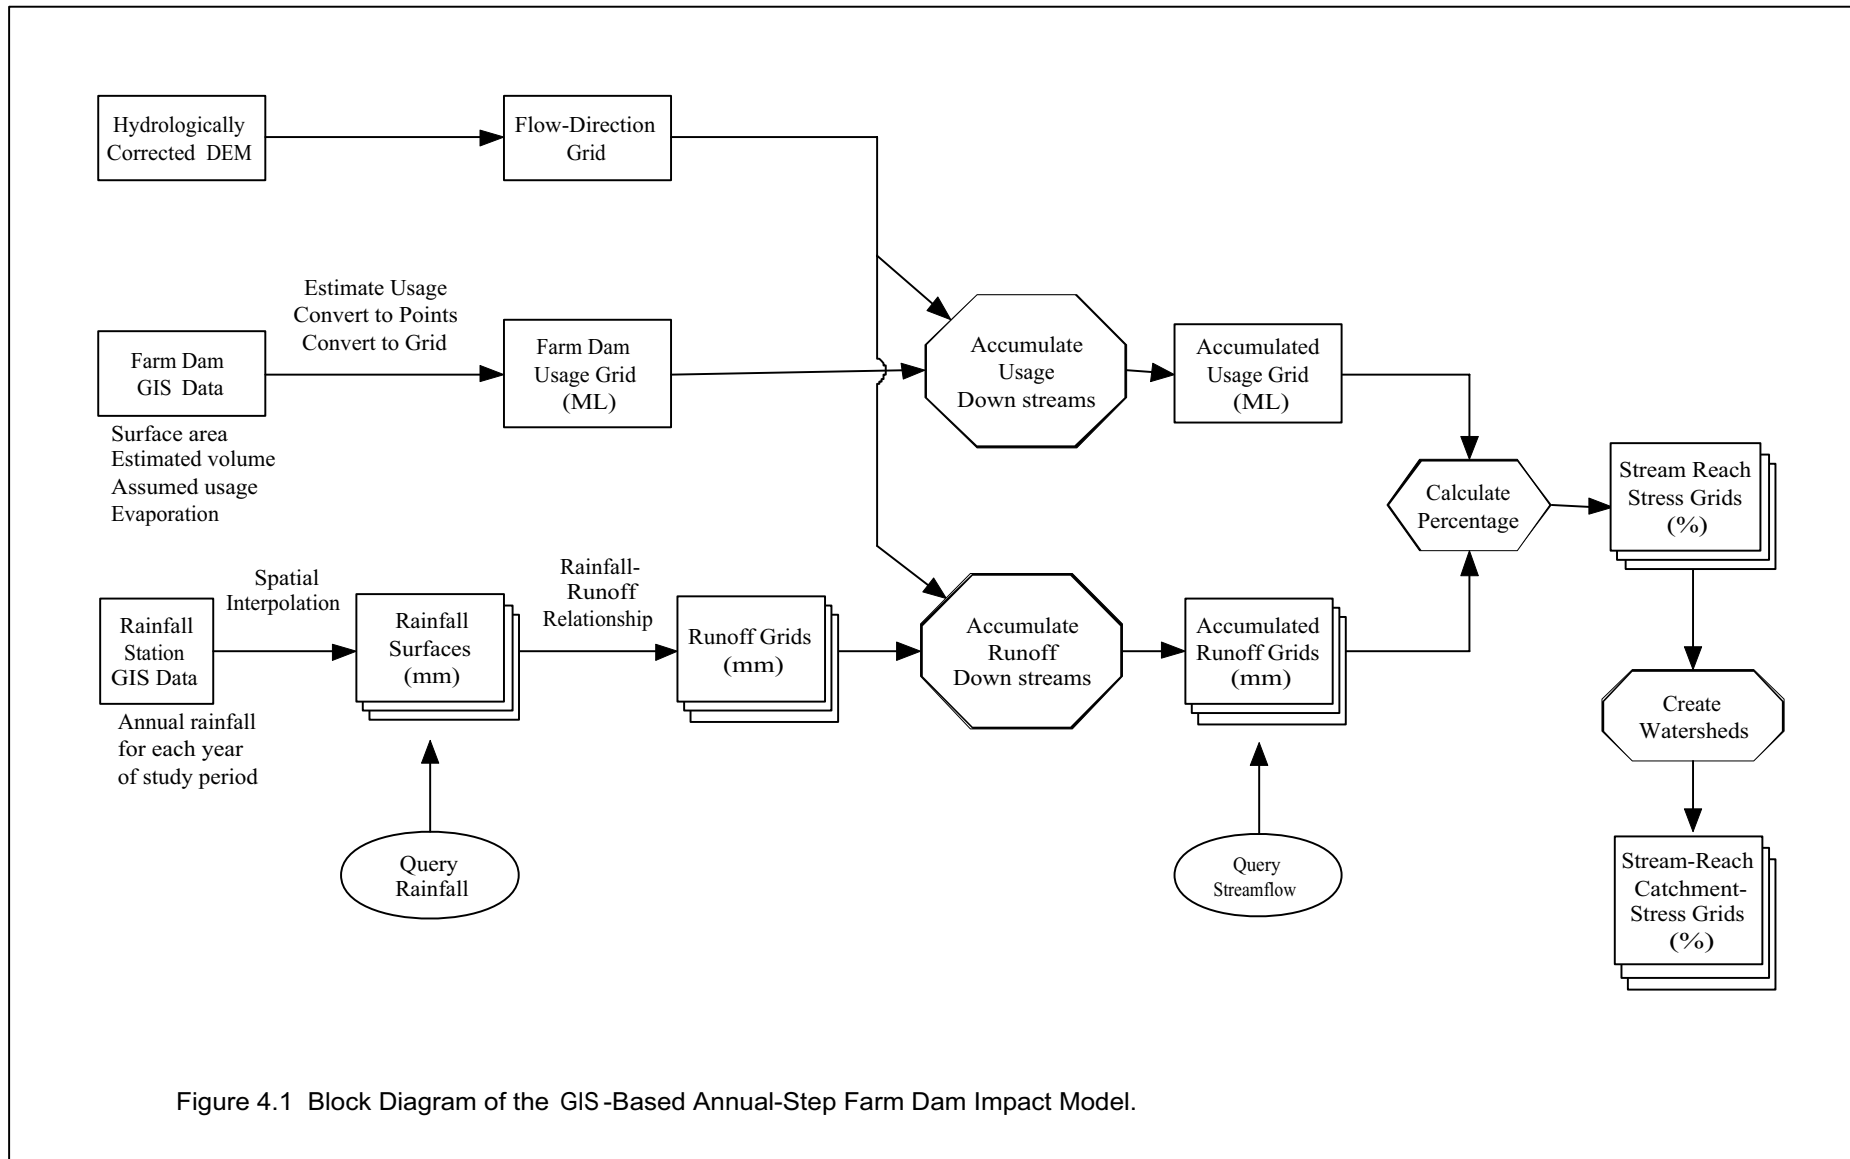 Hydrologically
Corrected DEM
Flow-Direction
Grid
Estimate Usage
Convert to Points
Convert to Grid
Farm Dam
GIS Data
Farm Dam
Usage Grid
(ML)
Accumulate
Usage
Down streams
Accumulated
Usage Grid
(ML)
Surface area
Estimated volume
Assumed usage
Evaporation
Calculate
Percentage
Stream Reach
Stress Grids
(%)
Spatial
Interpolation
Rainfall-
Runoff
Relationship
Rainfall
Station
GIS Data
Rainfall
Surfaces
(mm)
Runoff Grids
(mm)
Accumulate
Runoff
Down streams
Accumulated
Runoff Grids
(mm)
Annual rainfall
for each year
of study period
Create
Watersheds
Query
Rainfall
Query
Streamflow
Stream-Reach
Catchment-
Stress Grids
(%)
Figure 4.1 Block Diagram of the GIS-Based Annual-Step Farm Dam Impact Model.